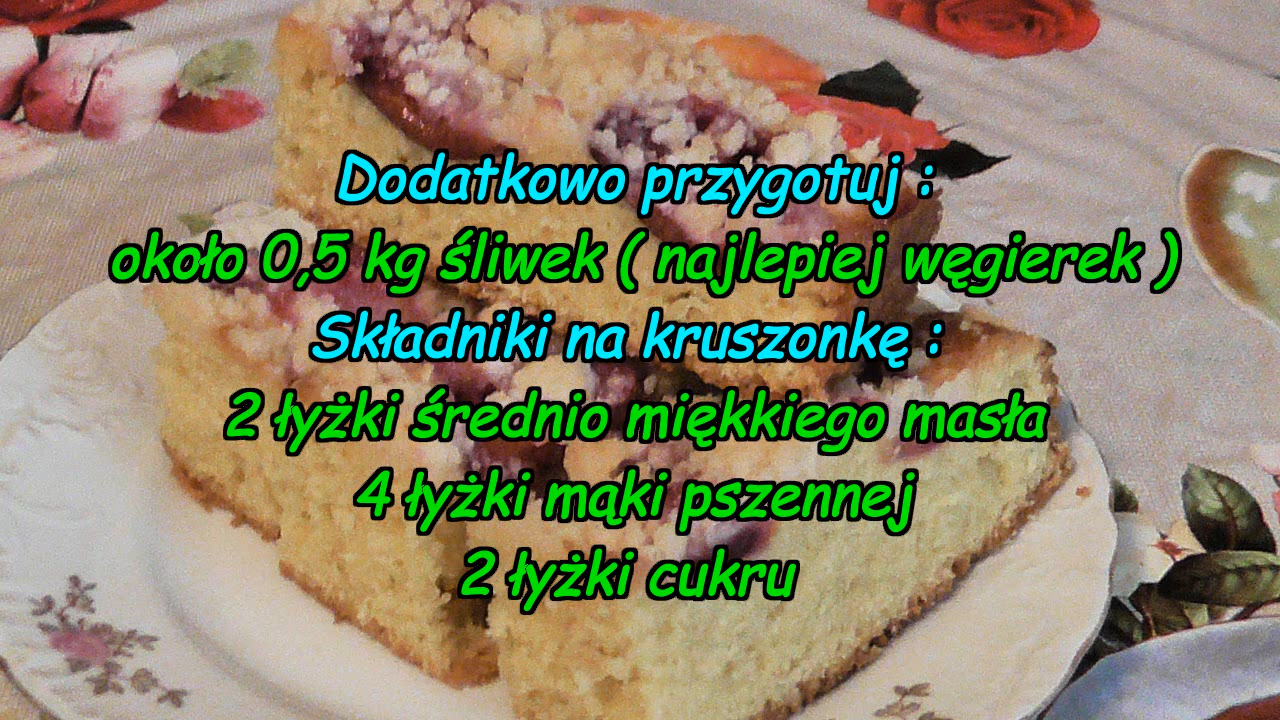 Dodatkowo przygotuj :
około 0,5 kg śliwek ( najlepiej węgierek )
Składniki na kruszonkę :
2 łyżki średnio miękkiego masła
4 łyżki mąki pszennej
2 łyżki cukru